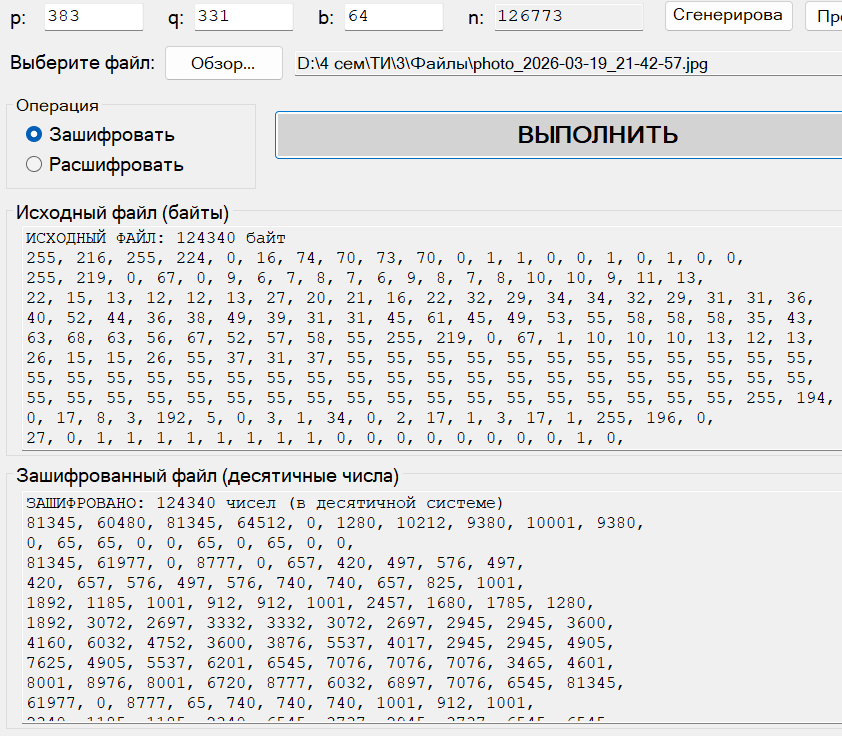 p: 383 q: 331 b: 64 n: 126773 Сгенерирова
Выберите файл: Обзор... D:\4 сем\ТИ\3\Файлы\photo_2026-03-19_21-42-57.jpg
Операция
Зашифровать
Расшифровать
ВЫПОЛНИТЬ
Исходный файл (байты)
ИСХОДНЫЙ ФАЙЛ: 124340 байт
255, 216, 255, 224, 0, 16, 74, 70, 73, 70, 0, 1, 1, 0, 0, 1, 0, 1, 0, 0,
255, 219, 0, 67, 0, 9, 6, 7, 8, 7, 6, 9, 8, 7, 8, 10, 10, 9, 11, 13,
22, 15, 13, 12, 12, 13, 27, 20, 21, 16, 22, 32, 29, 34, 34, 32, 29, 31, 31, 36,
40, 52, 44, 36, 38, 49, 39, 31, 31, 45, 61, 45, 49, 53, 55, 58, 58, 58, 35, 43,
63, 68, 63, 56, 67, 52, 57, 58, 55, 255, 219, 0, 67, 1, 10, 10, 10, 13, 12, 13,
26, 15, 15, 26, 55, 37, 31, 37, 55, 55, 55, 55, 55, 55, 55, 55, 55, 55, 55, 55,
55, 55, 55, 55, 55, 55, 55, 55, 55, 55, 55, 55, 55, 55, 55, 55, 55, 55, 55, 55,
55, 55, 55, 55, 55, 55, 55, 55, 55, 55, 55, 55, 55, 55, 55, 55, 55, 55, 255, 194,
0, 17, 8, 3, 192, 5, 0, 3, 1, 34, 0, 2, 17, 1, 3, 17, 1, 255, 196, 0,
27, 0, 1, 1, 1, 1, 1, 1, 1, 1, 0, 0, 0, 0, 0, 0, 0, 0, 1, 0,
Зашифрованный файл (десятичные числа)
ЗАШИФРОВАНО: 124340 чисел (в десятичной системе)
81345, 60480, 81345, 64512, 0, 1280, 10212, 9380, 10001, 9380,
0, 65, 65, 0, 0, 65, 0, 65, 0, 0,
81345, 61977, 0, 8777, 0, 657, 420, 497, 576, 497,
420, 657, 576, 497, 576, 740, 740, 657, 825, 1001,
1892, 1185, 1001, 912, 912, 1001, 2457, 1680, 1785, 1280,
1892, 3072, 2697, 3332, 3332, 3072, 2697, 2945, 2945, 3600,
4160, 6032, 4752, 3600, 3876, 5537, 4017, 2945, 2945, 4905,
7625, 4905, 5537, 6201, 6545, 7076, 7076, 7076, 3465, 4601,
8001, 8976, 8001, 6720, 8777, 6032, 6897, 7076, 6545, 81345,
61977, 0, 8777, 65, 740, 740, 740, 1001, 912, 1001,